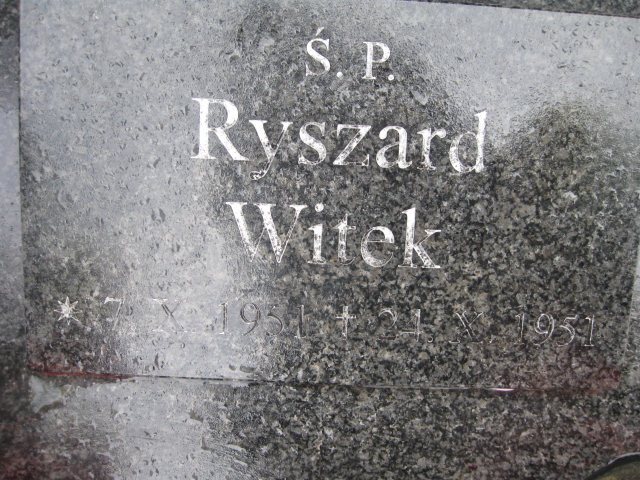 Ś. P.
Ryszard
Witek
* 7. X. 1951 † 24. X. 1951